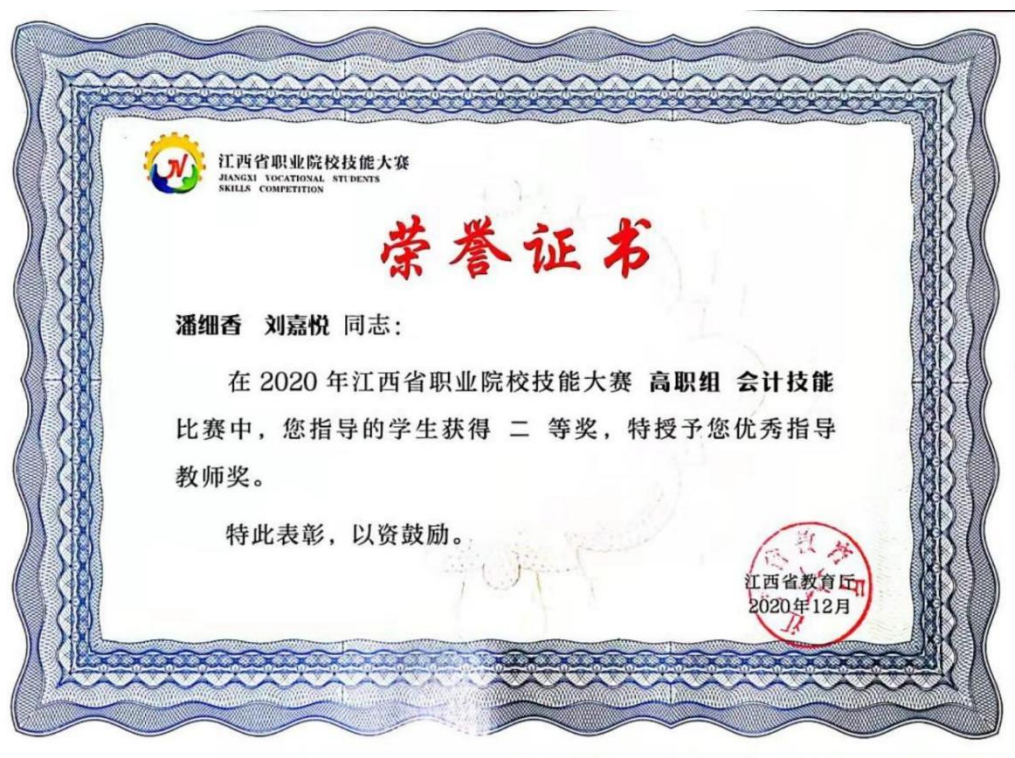 江西省职业院校技能大赛
JIANGXI VOCATIONAL STUDENTS
SKILLS COMPETITION
荣誉证书
潘细香 刘嘉悦 同志：
在 2020 年江西省职业院校技能大赛 高职组 会计技能
比赛中，您指导的学生获得 二 等奖，特授予您优秀指导
教师奖。
特此表彰，以资鼓励。
江西省教育厅
2020年12月